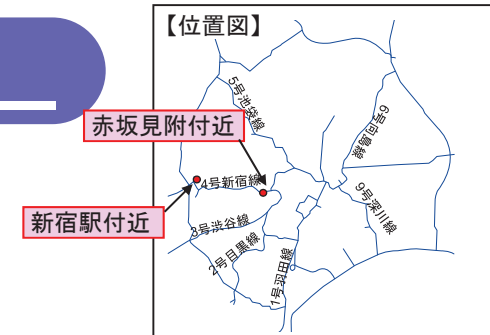 【位置図】
5号池袋線
6号向島線
赤坂見附付近
4号新宿線
9号深川線
新宿駅付近
3号渋谷線
2号目黒線
1号羽田線